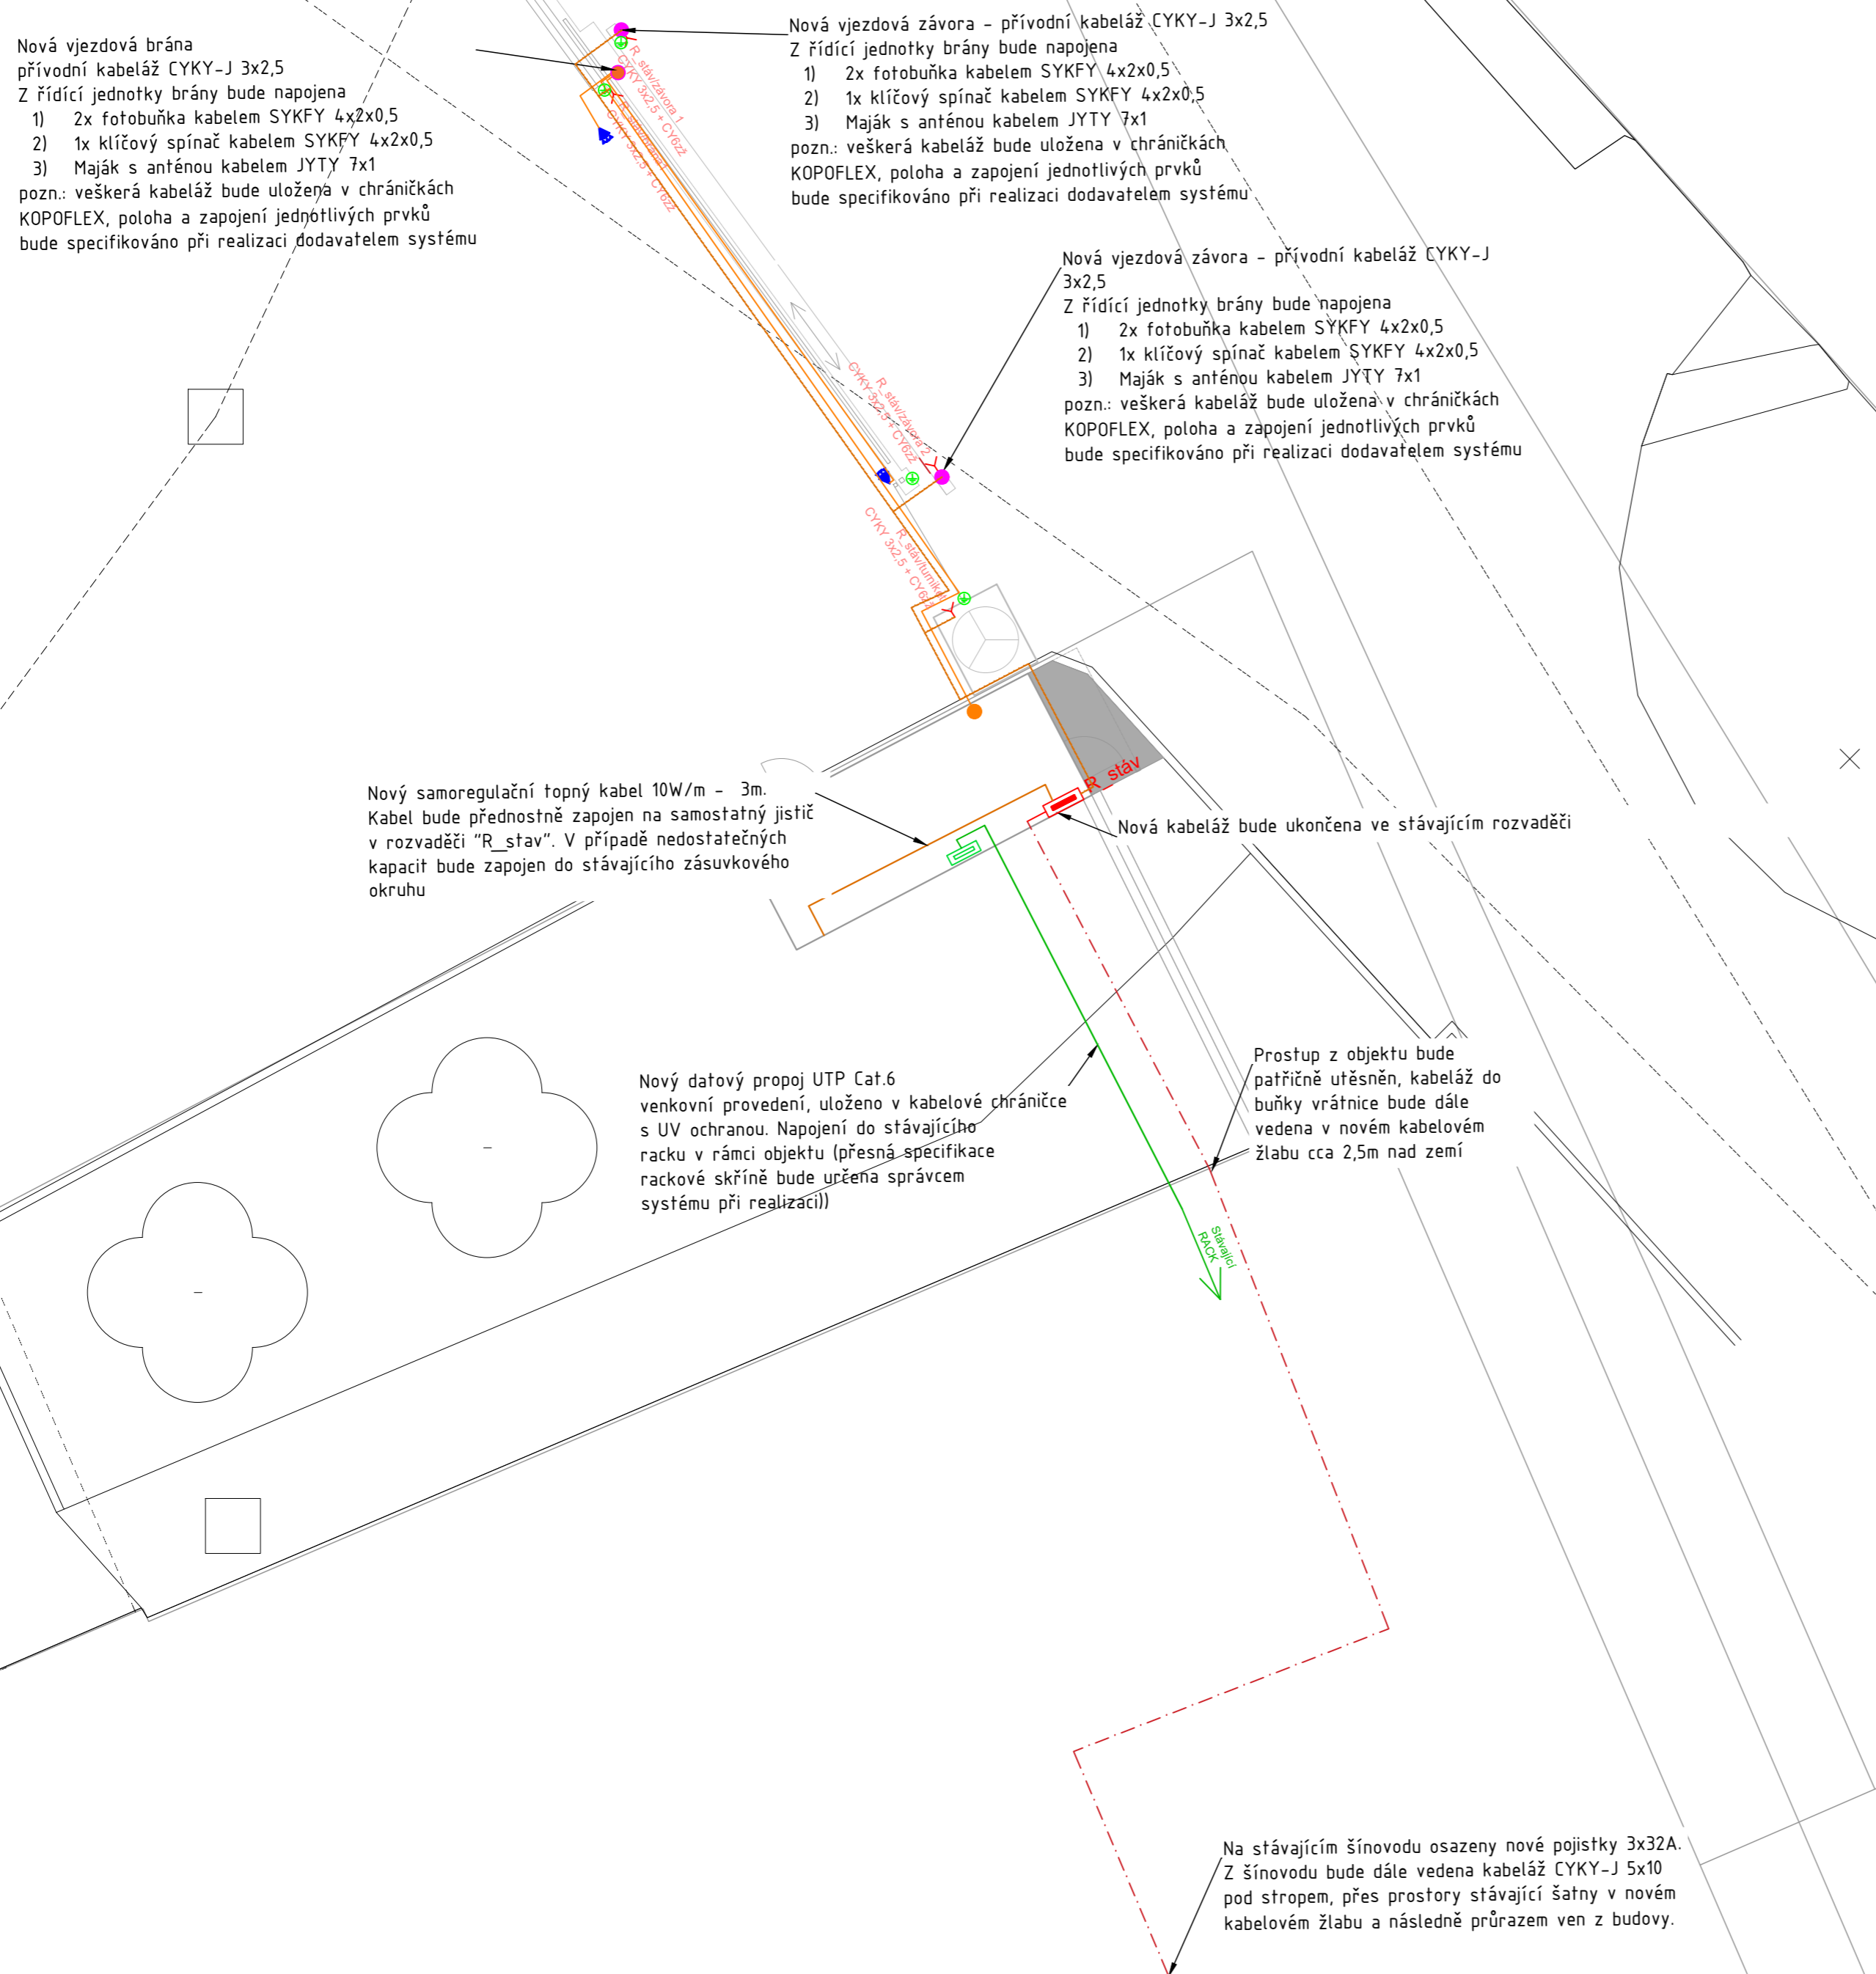 Nová vjezdová brána
přívodní kabeláž CYKY-J 3x2,5
Z řídící jednotky brány bude napojena
1) 2x fotobuňka kabelem SYKFY 4x2x0,5
2) 1x klíčový spínač kabelem SYKFY 4x2x0,5
3) Maják s anténou kabelem JYTY 7x1
pozn.: veškerá kabeláž bude uložena v chráničkách
KOPOFLEX, poloha a zapojení jednotlivých prvků
bude specifikováno při realizaci dodavatelem systému
Nová vjezdová závora - přívodní kabeláž CYKY-J 3x2,5
Z řídící jednotky brány bude napojena
1) 2x fotobuňka kabelem SYKFY 4x2x0,5
2) 1x klíčový spínač kabelem SYKFY 4x2x0,5
3) Maják s anténou kabelem JYTY 7x1
pozn.: veškerá kabeláž bude uložena v chráničkách
KOPOFLEX, poloha a zapojení jednotlivých prvků
bude specifikováno při realizaci dodavatelem systému
R_stáv/závora 1
CYKY 3x2,5 + CY6zž
R_stáv/brána1
CYKY 3x2,5 + CY6zž
Nová vjezdová závora - přívodní kabeláž CYKY-J
3x2,5
Z řídící jednotky brány bude napojena
1) 2x fotobuňka kabelem SYKFY 4x2x0,5
2) 1x klíčový spínač kabelem SYKFY 4x2x0,5
3) Maják s anténou kabelem JYTY 7x1
pozn.: veškerá kabeláž bude uložena v chráničkách
KOPOFLEX, poloha a zapojení jednotlivých prvků
bude specifikováno při realizaci dodavatelem systému
R_stáv/závora 2
CYKY 3x2,5 + CY6zž
R_stáv/turniket
CYKY 3x2,5 + CY6zž
R_stáv
Nový samoregulační topný kabel 10W/m - 3m.
Kabel bude přednostně zapojen na samostatný jistič
v rozvaděči "R_stav". V případě nedostatečných
kapacit bude zapojen do stávajícího zásuvkového
okruhu
Nová kabeláž bude ukončena ve stávajícím rozvaděči
Nový datový propoj UTP Cat.6
venkovní provedení, uloženo v kabelové chráničce
s UV ochranou. Napojení do stávajícího
racku v rámci objektu (přesná specifikace
rackové skříně bude určena správcem
systému při realizaci))
Prostup z objektu bude
patřičně utěsněn, kabeláž do
buňky vrátnice bude dále
vedena v novém kabelovém
žlabu cca 2,5m nad zemí
Stávající
RACK
Na stávajícím šínovodu osazeny nové pojistky 3x32A.
Z šínovodu bude dále vedena kabeláž CYKY-J 5x10
pod stropem, přes prostory stávající šatny v novém
kabelovém žlabu a následně průrazem ven z budovy.